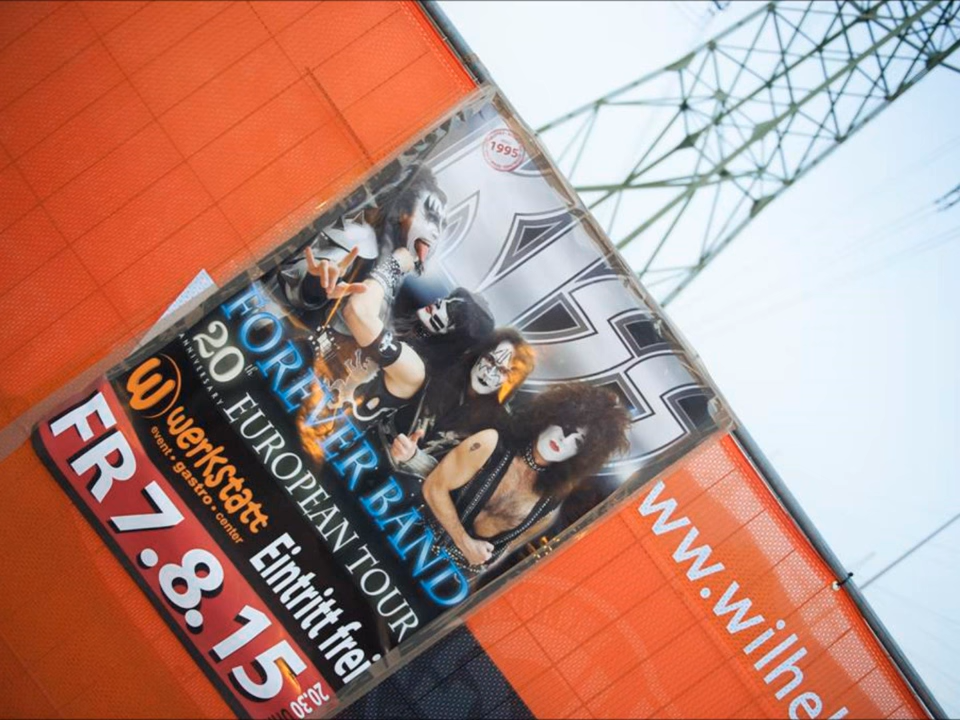 1995
FOREVER BAND
20th
ANNIVERSARY
EUROPEAN TOUR
werkstatt
event • gastro • center
Eintritt frei
FR 7.8.15
20.30
www.wilhe